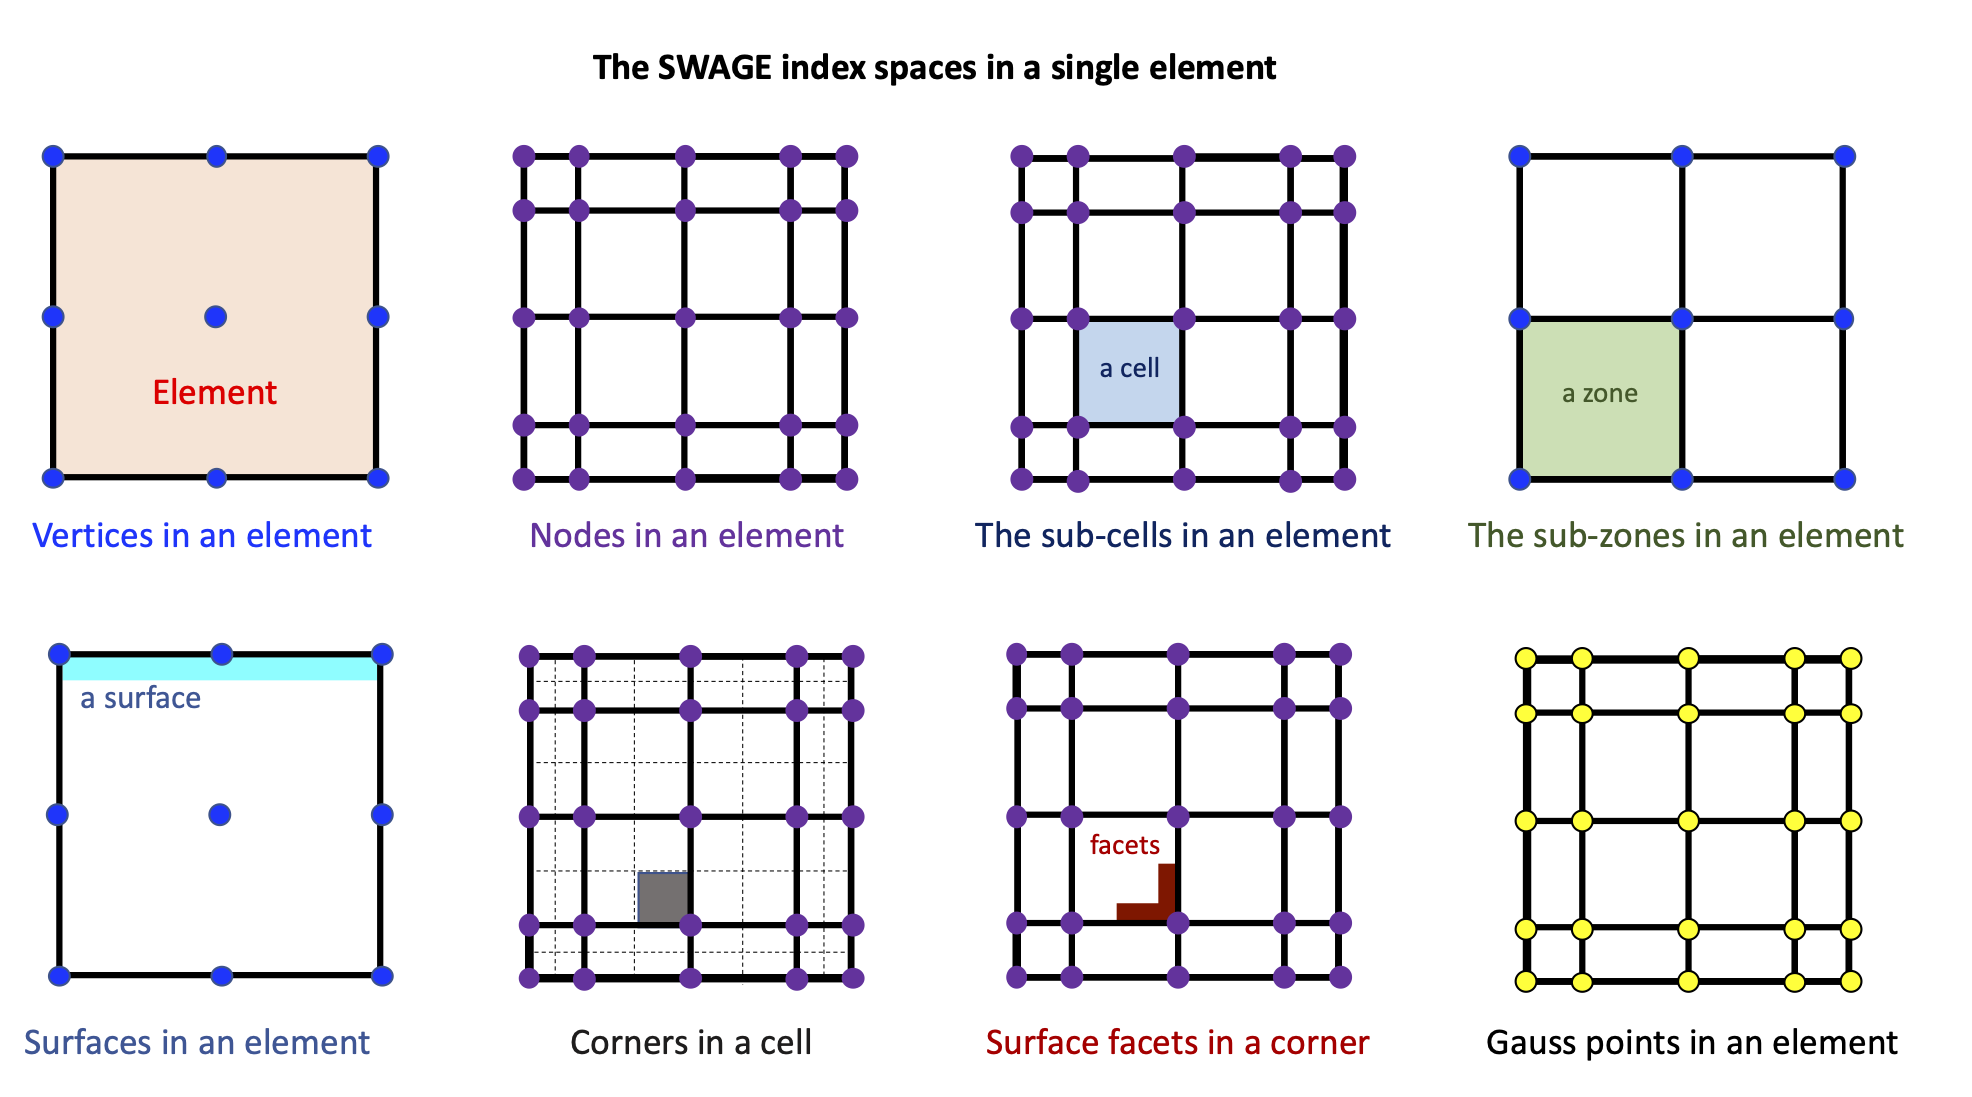 The SWAGE index spaces in a single element
Element
a cell
a zone
Vertices in an element
Nodes in an element
The sub-cells in an element
The sub-zones in an element
a surface
facets
Surfaces in an element
Corners in a cell
Surface facets in a corner
Gauss points in an element